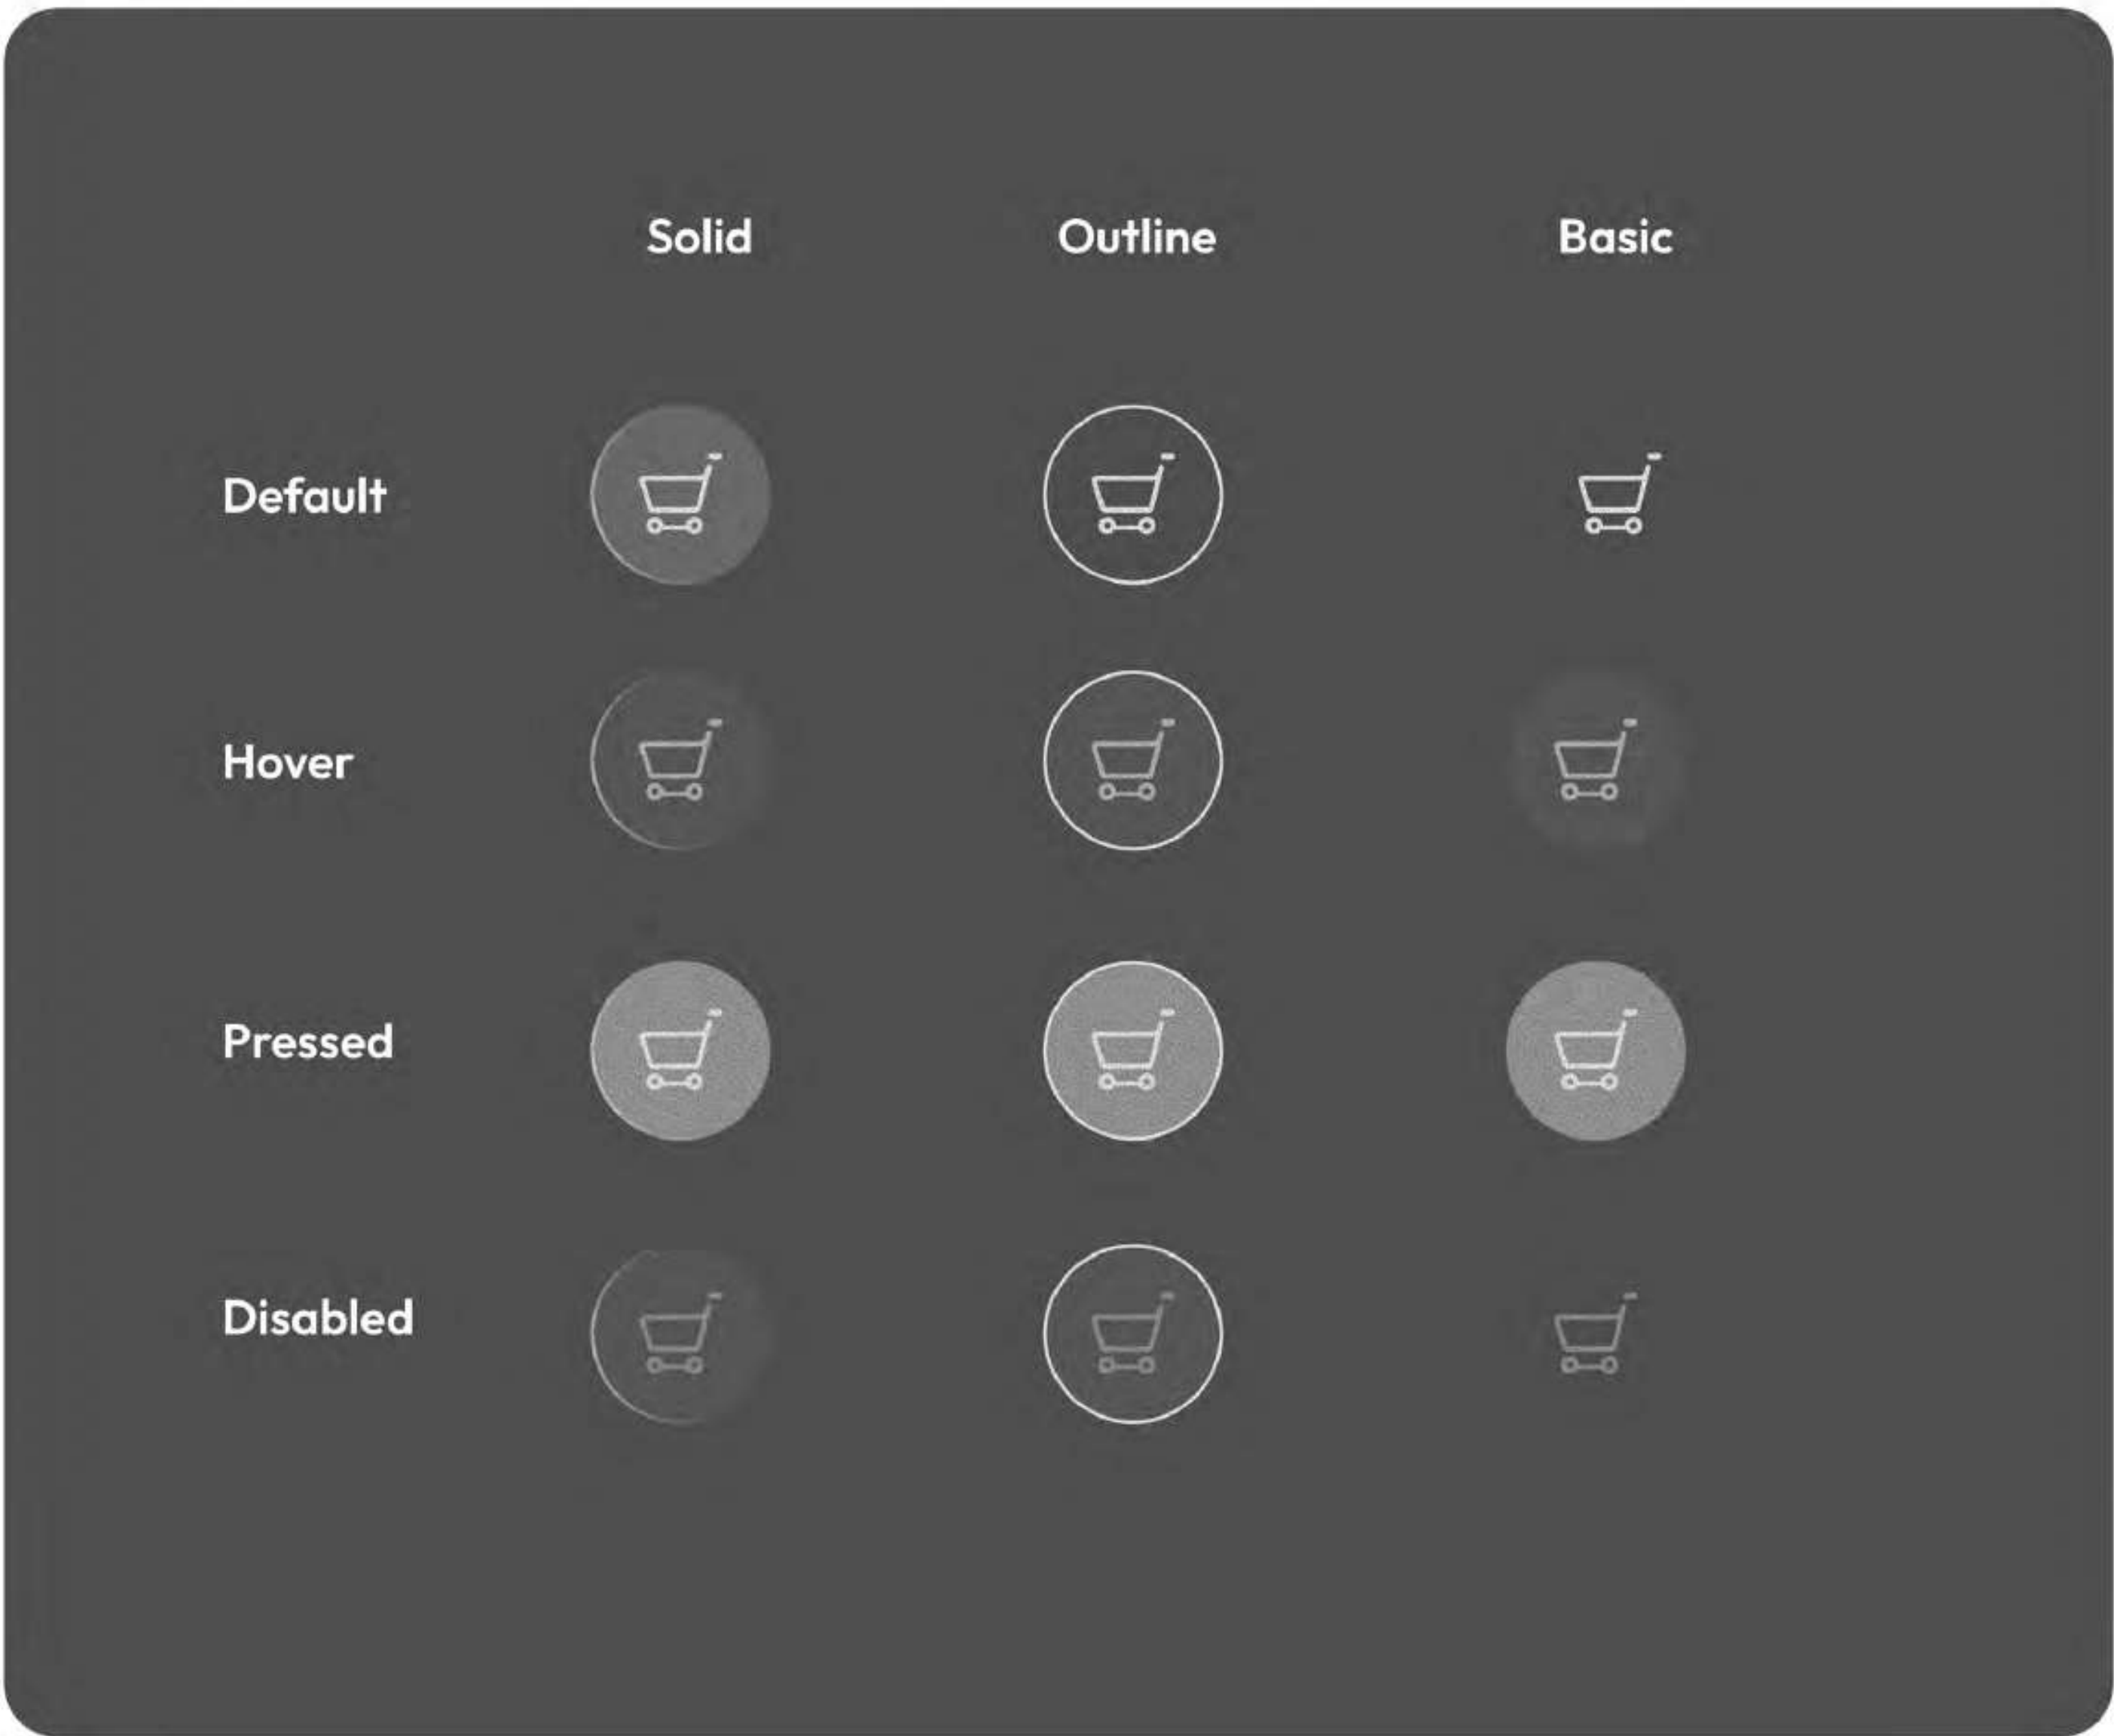 Solid Outline Basic
Default
Hover
Pressed
Disabled